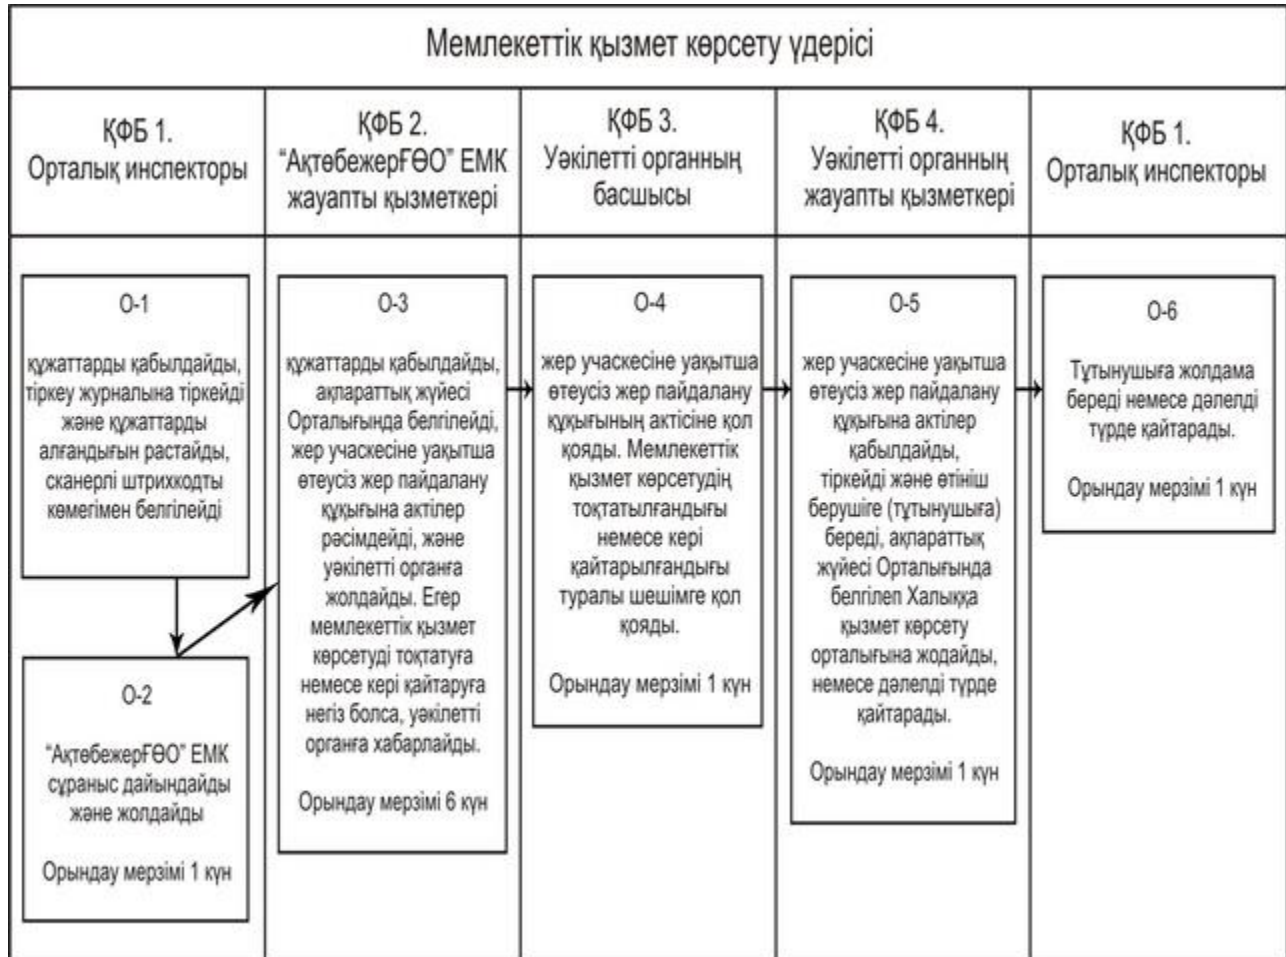 Мемлекеттік қызмет көрсету үдерісі
ҚФБ 1.
Орталық инспекторы
ҚФБ 2.
“АқтөбежерҒӨО” ЕМК
жауапты қызметкері
ҚФБ 3.
Уәкілетті органның
басшысы
ҚФБ 4.
Уәкілетті органның
жауапты қызметкері
ҚФБ 1.
Орталық инспекторы
О-1
құжаттарды қабылдайды,
тіркеу журналына тіркейді
және құжаттарды
алғандығын растайды,
сканерлі штрихкодты
көмегімен белгілейді
О-2
“АқтөбежерҒӨО” ЕМК
сұраныс дайындайды
және жолдайды
Орындау мерзімі 1 күн
О-3
құжаттарды қабылдайды,
ақпараттық жүйесі
Орталығында белгілейді,
жер учаскесіне уақытша
өтеусіз жер пайдалану
құқығына актілер
рәсімдейді, және
уәкілетті органға
жолдайды. Егер
мемлекеттік қызмет
көрсетуді тоқтатуға
немесе кері қайтаруға
негіз болса, уәкілетті
органға хабарлайды.
Орындау мерзімі 6 күн
О-4
жер учаскесіне уақытша
өтеусіз жер пайдалану
құқығының актісіне қол
қояды. Мемлекеттік
қызмет көрсетудің
тоқтатылғандығы
немесе кері
қайтарылғандығы
туралы шешімге қол
қояды.
Орындау мерзімі 1 күн
О-5
жер учаскесіне уақытша
өтеусіз жер пайдалану
құқығына актілер
қабылдайды,
тіркейді және өтініш
берушіге (тұтынушыға)
береді, ақпараттық
жүйесі Орталығында
белгілеп Халыққа
қызмет көрсету
орталығына жодайды,
немесе дәлелді түрде
қайтарады.
Орындау мерзімі 1 күн
О-6
Тұтынушыға жолдама
береді немесе дәлелді
түрде қайтарады.
Орындау мерзімі 1 күн